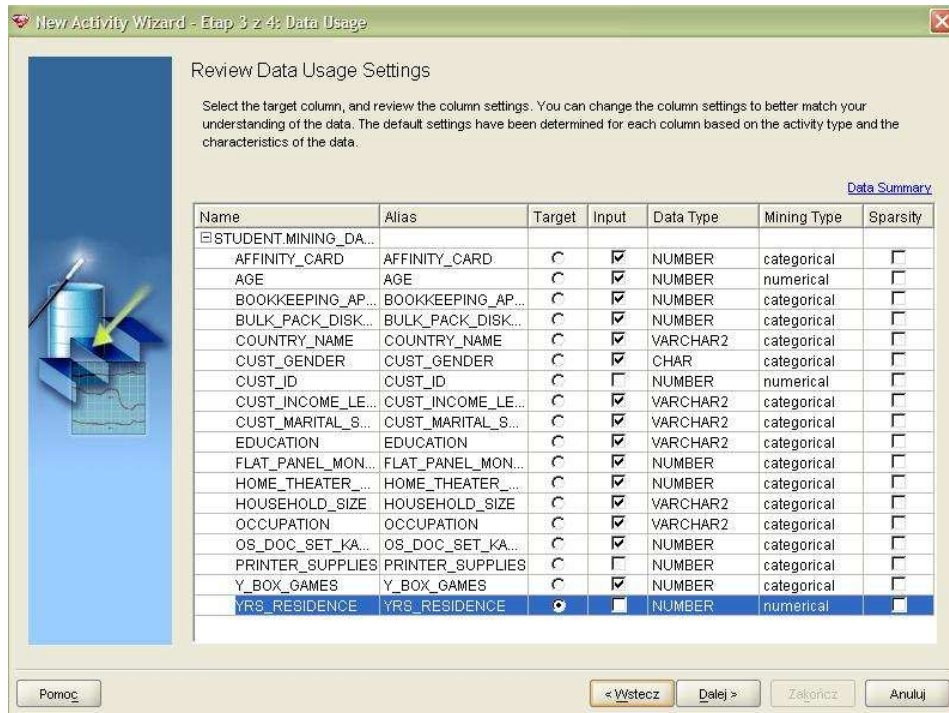 New Activity Wizard - Etap 3 z 4: Data Usage
Review Data Usage Settings
Select the target column, and review the column settings. You can change the column settings to better match your
understanding of the data. The default settings have been determined for each column based on the activity type and the
characteristics of the data.
Data Summary
Name Alias Target Input Data Type Mining Type Sparsity
STUDENT.MINING_DA...
AFFINITY_CARD AFFINITY_CARD NUMBER categorical
AGE AGE NUMBER numerical
BOOKKEEPING_AP... BOOKKEEPING_AP... NUMBER categorical
BULK_PACK_DISK... BULK_PACK_DISK... NUMBER categorical
COUNTRY_NAME COUNTRY_NAME VARCHAR2 categorical
CUST_GENDER CUST_GENDER CHAR categorical
CUST_ID CUST_ID NUMBER numerical
CUST_INCOME_LE... CUST_INCOME_LE... VARCHAR2 categorical
CUST_MARITAL_S... CUST_MARITAL_S... VARCHAR2 categorical
EDUCATION EDUCATION VARCHAR2 categorical
FLAT_PANEL_MON... FLAT_PANEL_MON... NUMBER categorical
HOME_THEATER_... HOME_THEATER_... NUMBER categorical
HOUSEHOLD_SIZE HOUSEHOLD_SIZE VARCHAR2 categorical
OCCUPATION OCCUPATION VARCHAR2 categorical
OS_DOC_SET_KA... OS_DOC_SET_KA... NUMBER categorical
PRINTER_SUPPLIES PRINTER_SUPPLIES NUMBER categorical
Y_BOX_GAMES Y_BOX_GAMES NUMBER categorical
YRS_RESIDENCE YRS_RESIDENCE NUMBER numerical
Pomoc < Wstecz Dalej > Zakończ Anuluj